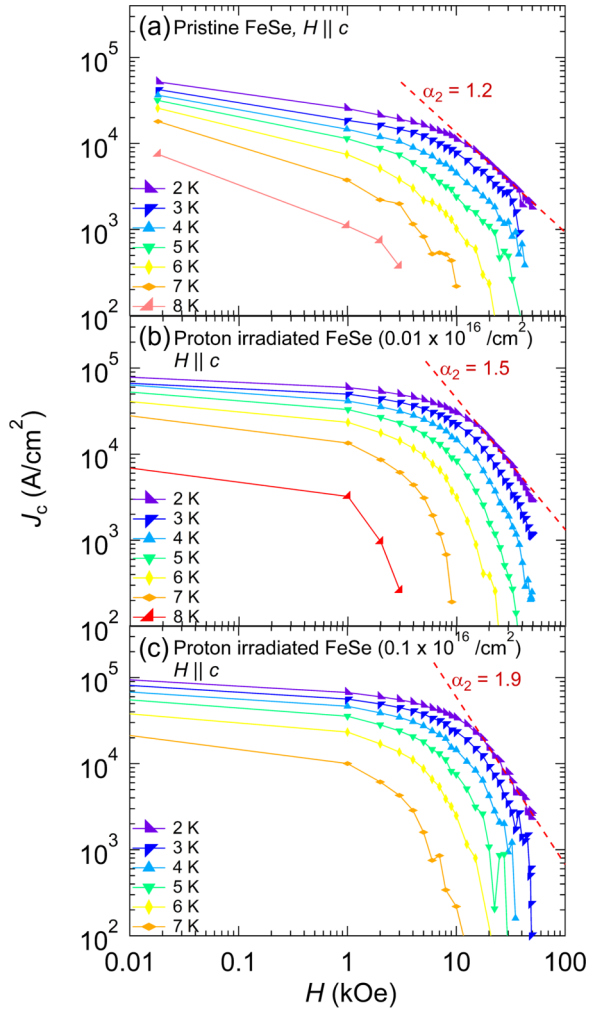 (a) Pristine FeSe, H || c
10^5
α₂ = 1.2
10^4
10^3
2 K
3 K
4 K
5 K
6 K
7 K
8 K
10^2
(b) Proton irradiated FeSe (0.01 x 10^16 /cm^2)
H || c
10^5
α₂ = 1.5
10^4
10^3
2 K
3 K
4 K
5 K
6 K
7 K
8 K
10^2
J_c (A/cm^2)
(c) Proton irradiated FeSe (0.1 x 10^16 /cm^2)
H || c
10^5
α₂ = 1.9
10^4
10^3
2 K
3 K
4 K
5 K
6 K
7 K
10^2
0.01 0.1 1 10 100
H (kOe)